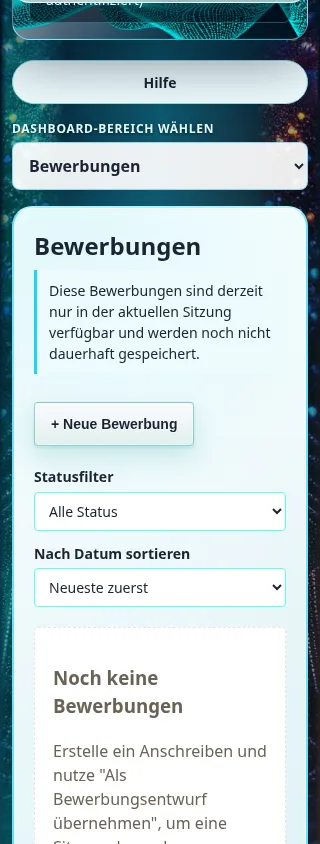 authentifiziert)
Hilfe
DASHBOARD-BEREICH WÄHLEN
Bewerbungen
Bewerbungen
Diese Bewerbungen sind derzeit
nur in der aktuellen Sitzung
verfügbar und werden noch nicht
dauerhaft gespeichert.
+ Neue Bewerbung
Statusfilter
Alle Status
Nach Datum sortieren
Neueste zuerst
Noch keine
Bewerbungen
Erstelle ein Anschreiben und
nutze "Als
Bewerbungsentwurf
übernehmen", um eine